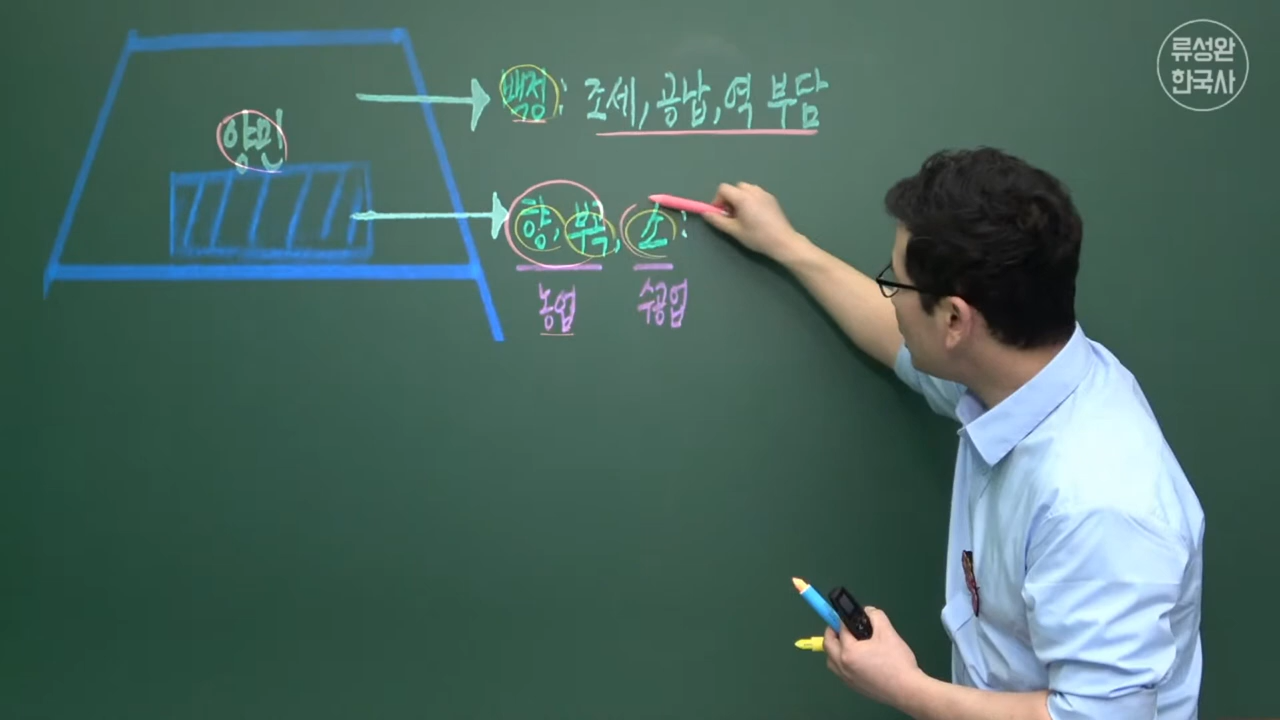 류성완
한국사
백정: 조세, 공납, 역 부담
양민
향, 부곡, 소:
농업 수공업